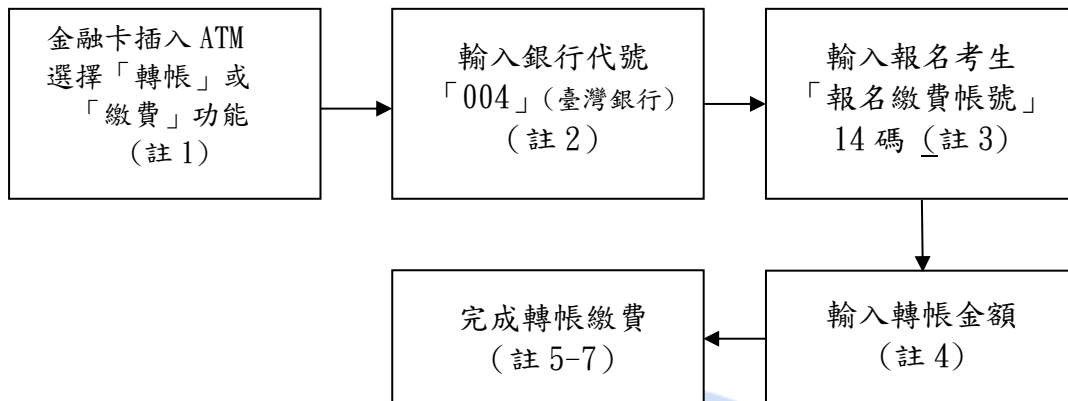 金融卡插入 ATM
選擇「轉帳」或
「繳費」功能
(註 1)
輸入銀行代號
「004」(臺灣銀行)
(註 2)
輸入報名考生
「報名繳費帳號」
14 碼 (註 3)
輸入轉帳金額
(註 4)
完成轉帳繳費
(註 5-7)